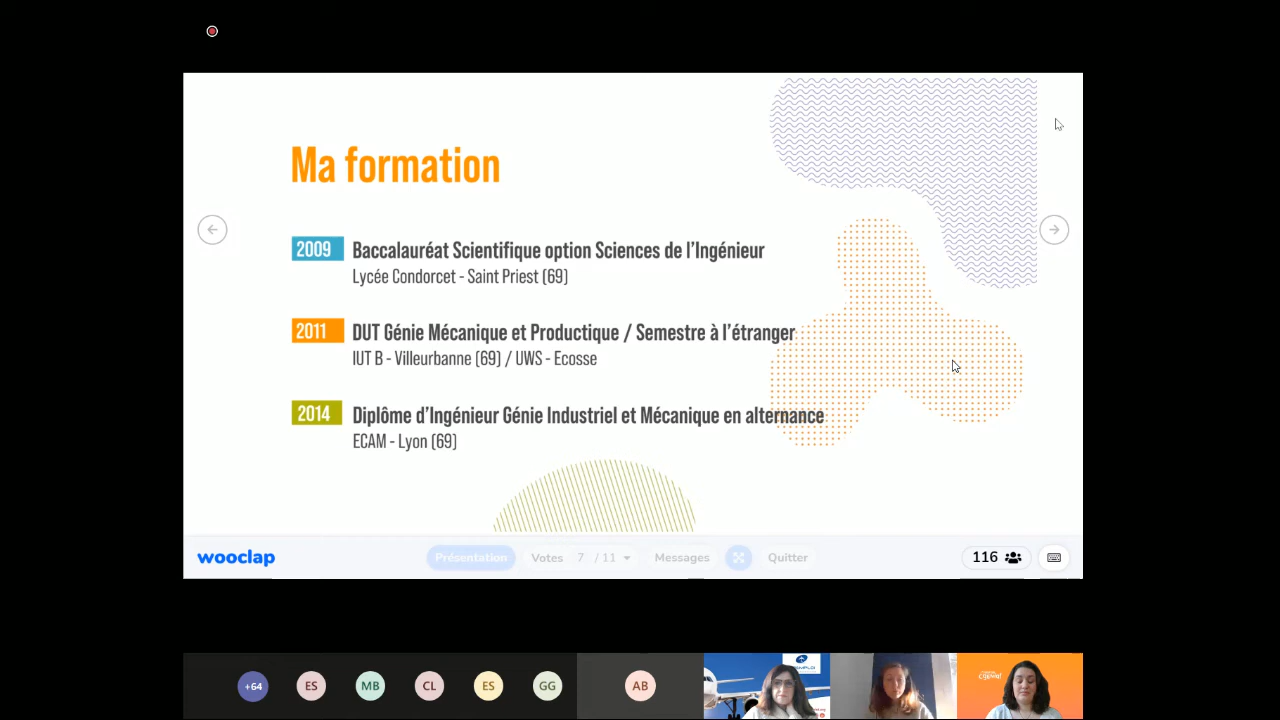 Ma formation
2009 Baccalauréat Scientifique option Sciences de l'Ingénieur
Lycée Condorcet - Saint Priest (69)
2011 DUT Génie Mécanique et Productique / Semestre à l'étranger
IUT B - Villeurbanne (69) / UWS - Ecosse
2014 Diplôme d'Ingénieur Génie Industriel et Mécanique en alternance
ECAM - Lyon (69)
wooclap Présentation Votes 7 / 11 Messages Quitter 116
+64 ES MB CL ES GG AB